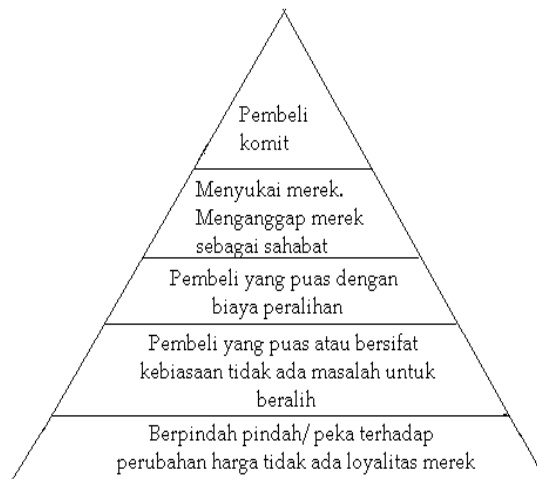 Pembeli
komit
Menyukai merek.
Menganggap merek
sebagai sahabat
Pembeli yang puas dengan
biaya peralihan
Pembeli yang puas atau bersifat
kebiasaan tidak ada masalah untuk
beralih
Berpindah pindah/ peka terhadap
perubahan harga tidak ada loyalitas merek